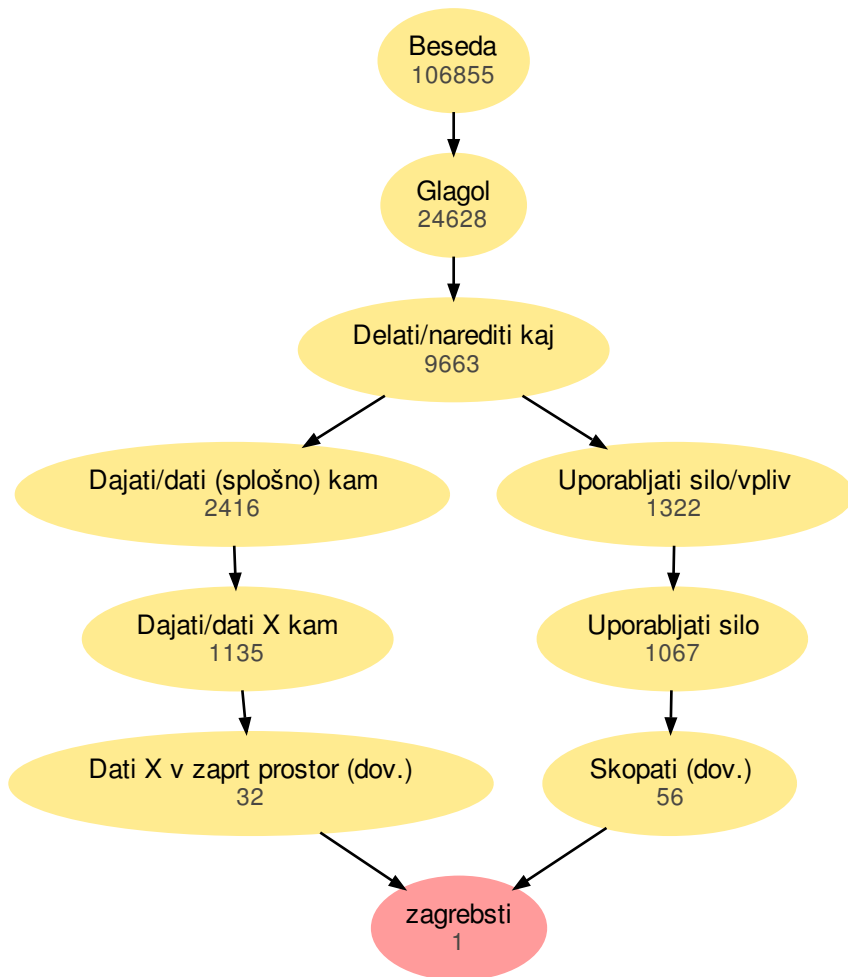 Beseda
106855
Glagol
24628
Delati/narediti kaj
9663
Dajati/dati (splošno) kam
2416
Uporabljati silo/vpliv
1322
Dajati/dati X kam
1135
Uporabljati silo
1067
Dati X v zaprt prostor (dov.)
32
Skopati (dov.)
56
zagrebsti
1